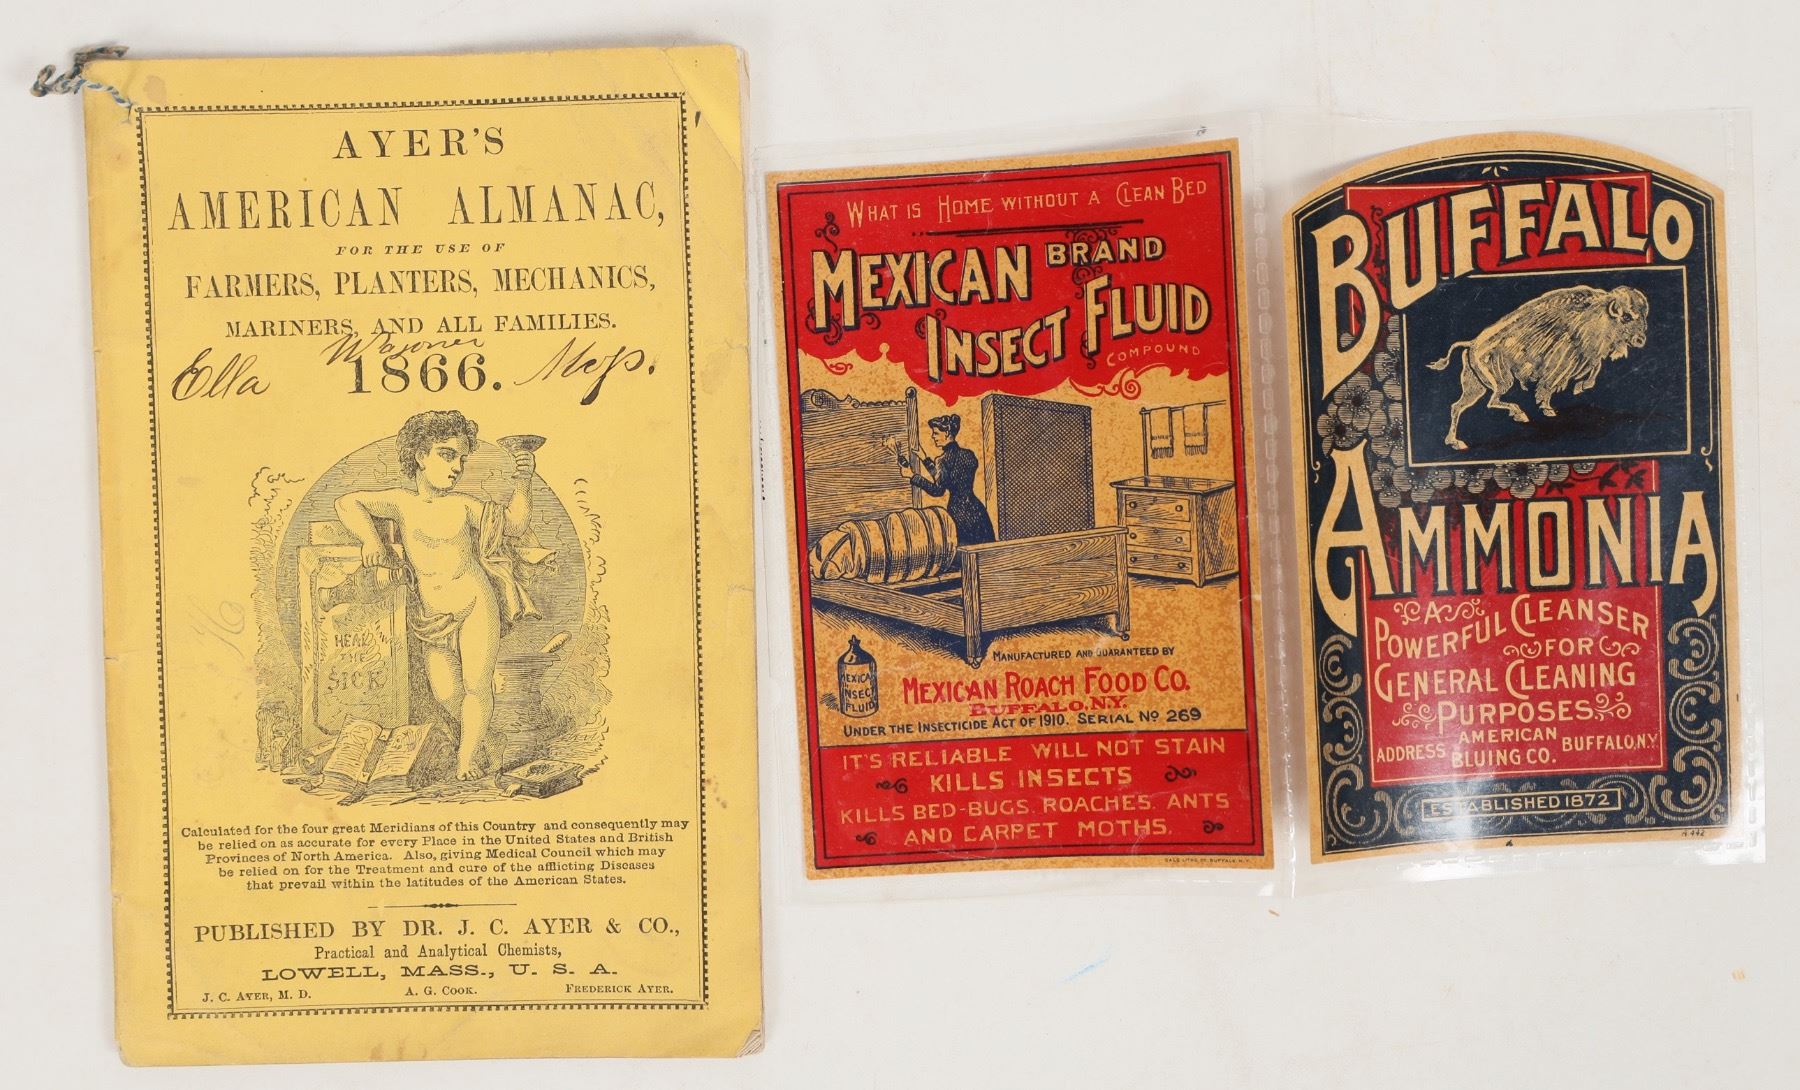 AYER'S
AMERICAN ALMANAC,
FOR THE USE OF
FARMERS, PLANTERS, MECHANICS,
MARINERS, AND ALL FAMILIES.
Warner
Ella 1866.
HEAL
THE
SICK
Calculated for the four great Meridians of this Country and consequently may
be relied on as accurate for every Place in the United States and British
Provinces of North America. Also, giving Medical Council which may
be relied on for the Treatment and cure of the afflicting Diseases
that prevail within the latitudes of the American States.
PUBLISHED BY DR. J. C. AYER & CO.,
Practical and Analytical Chemists,
LOWELL, MASS., U. S. A.
J. C. AYER, M. D. A. G. COOK. FREDERICK AYER.
WHAT IS HOME WITHOUT A CLEAN BED
MEXICAN BRAND
INSECT FLUID
COMPOUND
MEXICAN
INSECT
FLUID
MANUFACTURED AND GUARANTEED BY
MEXICAN ROACH FOOD CO.
BUFFALO, N.Y.
UNDER THE INSECTICIDE ACT OF 1910. SERIAL No 269
IT'S RELIABLE WILL NOT STAIN
KILLS INSECTS
KILLS BED-BUGS. ROACHES. ANTS
AND CARPET MOTHS.
GALE LITHO. CO. BUFFALO, N.Y.
BUFFALO
AMMONIA
A
POWERFUL CLEANSER
FOR
GENERAL CLEANING
PURPOSES.
ADDRESS AMERICAN
BLUING CO. BUFFALO, N.Y.
ESTABLISHED 1872
A 442